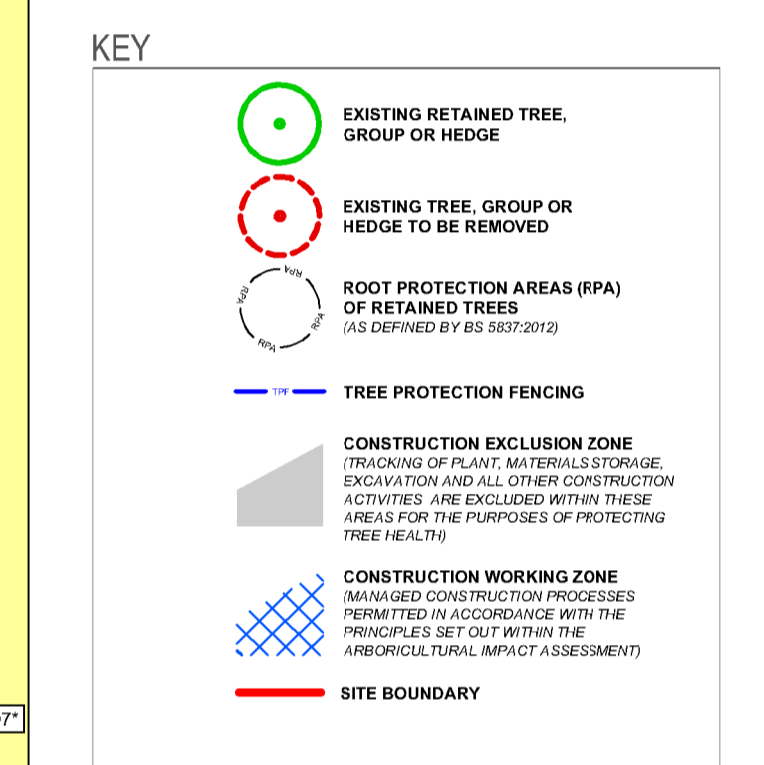 KEY
EXISTING RETAINED TREE,
GROUP OR HEDGE
EXISTING TREE, GROUP OR
HEDGE TO BE REMOVED
RPA
RPA
RPA
RPA
ROOT PROTECTION AREAS (RPA)
OF RETAINED TREES
(AS DEFINED BY BS 5837:2012)
TPF
TREE PROTECTION FENCING
CONSTRUCTION EXCLUSION ZONE
(TRACKING OF PLANT, MATERIALS STORAGE,
EXCAVATION AND ALL OTHER CONSTRUCTION
ACTIVITIES ARE EXCLUDED WITHIN THESE
AREAS FOR THE PURPOSES OF PROTECTING
TREE HEALTH)
CONSTRUCTION WORKING ZONE
(MANAGED CONSTRUCTION PROCESSES
PERMITTED IN ACCORDANCE WITH THE
PRINCIPLES SET OUT WITHIN THE
ARBORICULTURAL IMPACT ASSESSMENT)
SITE BOUNDARY
7*